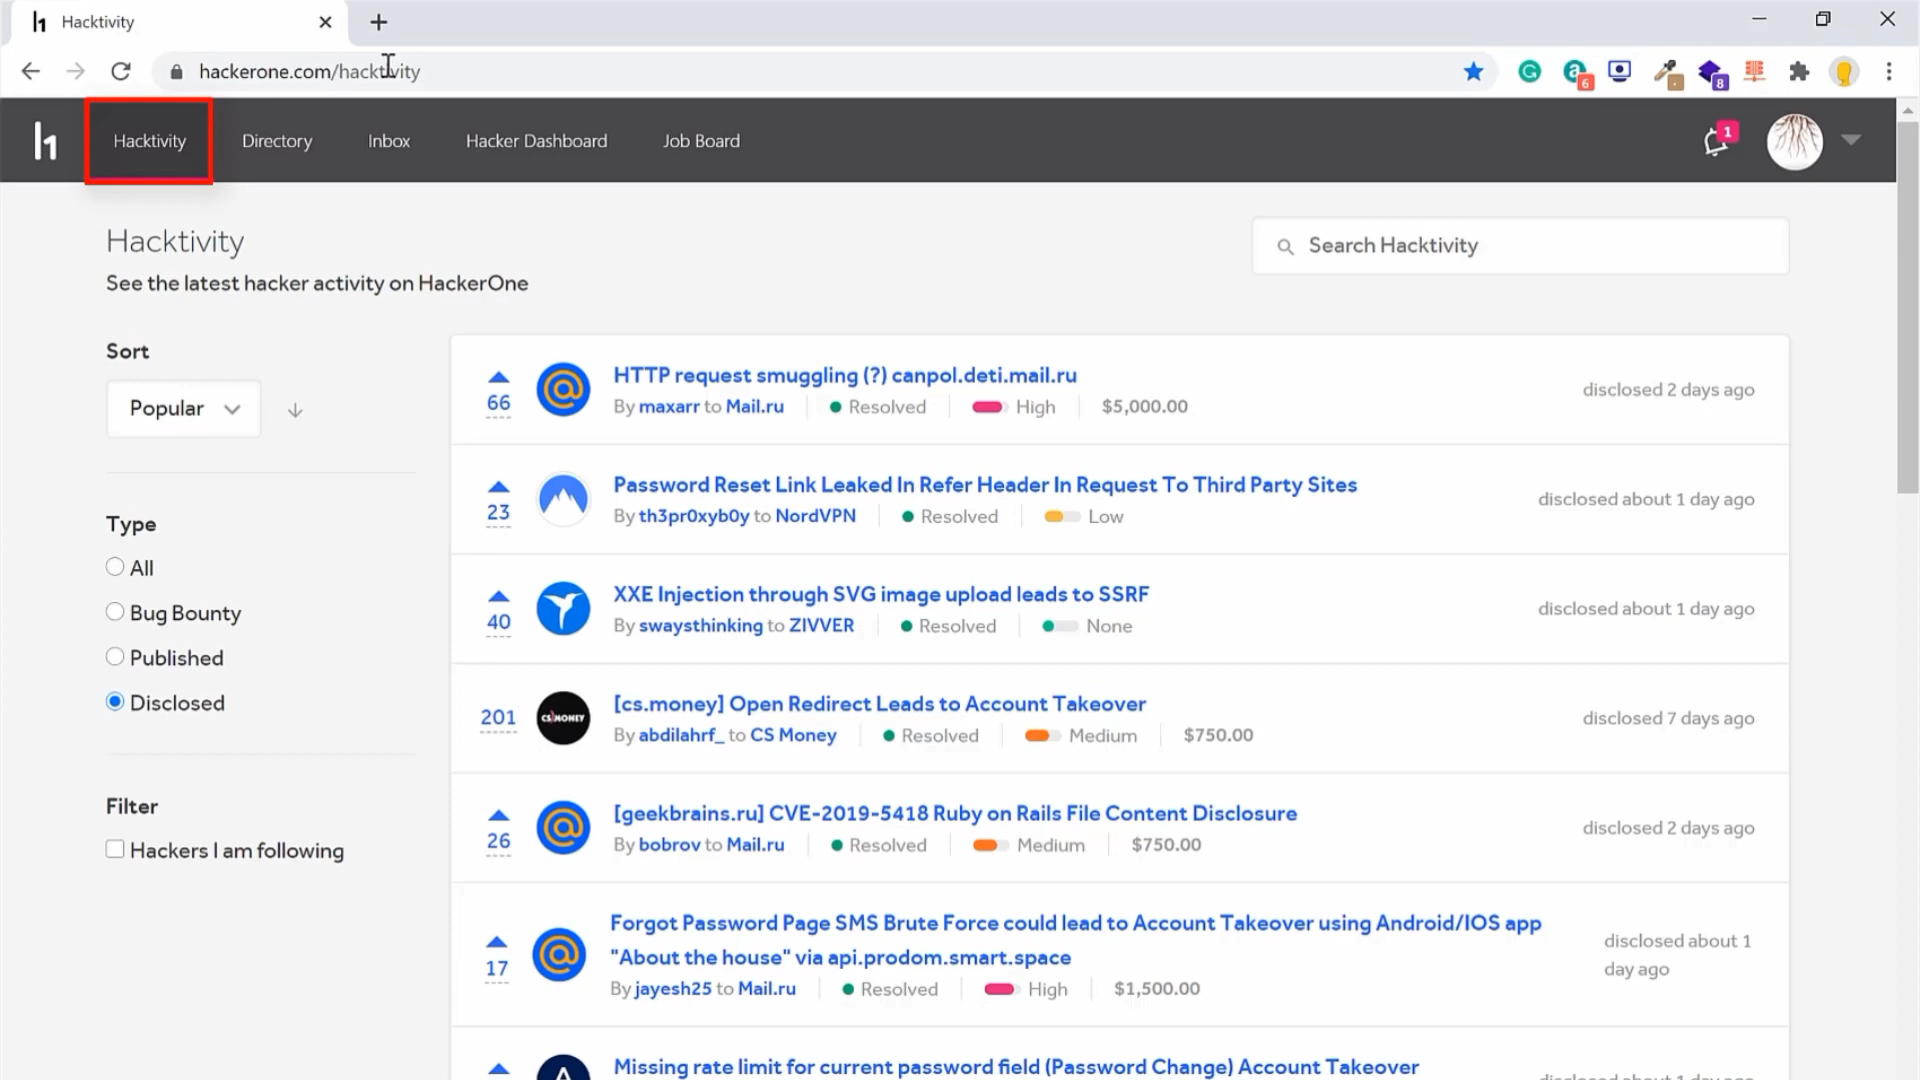 Hacktivity
hackerone.com/hacktivity
6
8
h1
Hacktivity
Directory
Inbox
Hacker Dashboard
Job Board
1
Hacktivity
See the latest hacker activity on HackerOne
Search Hacktivity
Sort
Popular
Type
All
Bug Bounty
Published
Disclosed
Filter
Hackers I am following
66
HTTP request smuggling (?) canpol.deti.mail.ru
By maxarr to Mail.ru
Resolved
High
$5,000.00
disclosed 2 days ago
23
Password Reset Link Leaked In Refer Header In Request To Third Party Sites
By th3pr0xyb0y to NordVPN
Resolved
Low
disclosed about 1 day ago
40
XXE Injection through SVG image upload leads to SSRF
By swaysthinking to ZIVVER
Resolved
None
disclosed about 1 day ago
201
CS.MONEY
[cs.money] Open Redirect Leads to Account Takeover
By abdilahrf_ to CS Money
Resolved
Medium
$750.00
disclosed 7 days ago
26
[geekbrains.ru] CVE-2019-5418 Ruby on Rails File Content Disclosure
By bobrov to Mail.ru
Resolved
Medium
$750.00
disclosed 2 days ago
17
Forgot Password Page SMS Brute Force could lead to Account Takeover using Android/IOS app
"About the house" via api.prodom.smart.space
By jayesh25 to Mail.ru
Resolved
High
$1,500.00
disclosed about 1
day ago
Missing rate limit for current password field (Password Change) Account Takeover